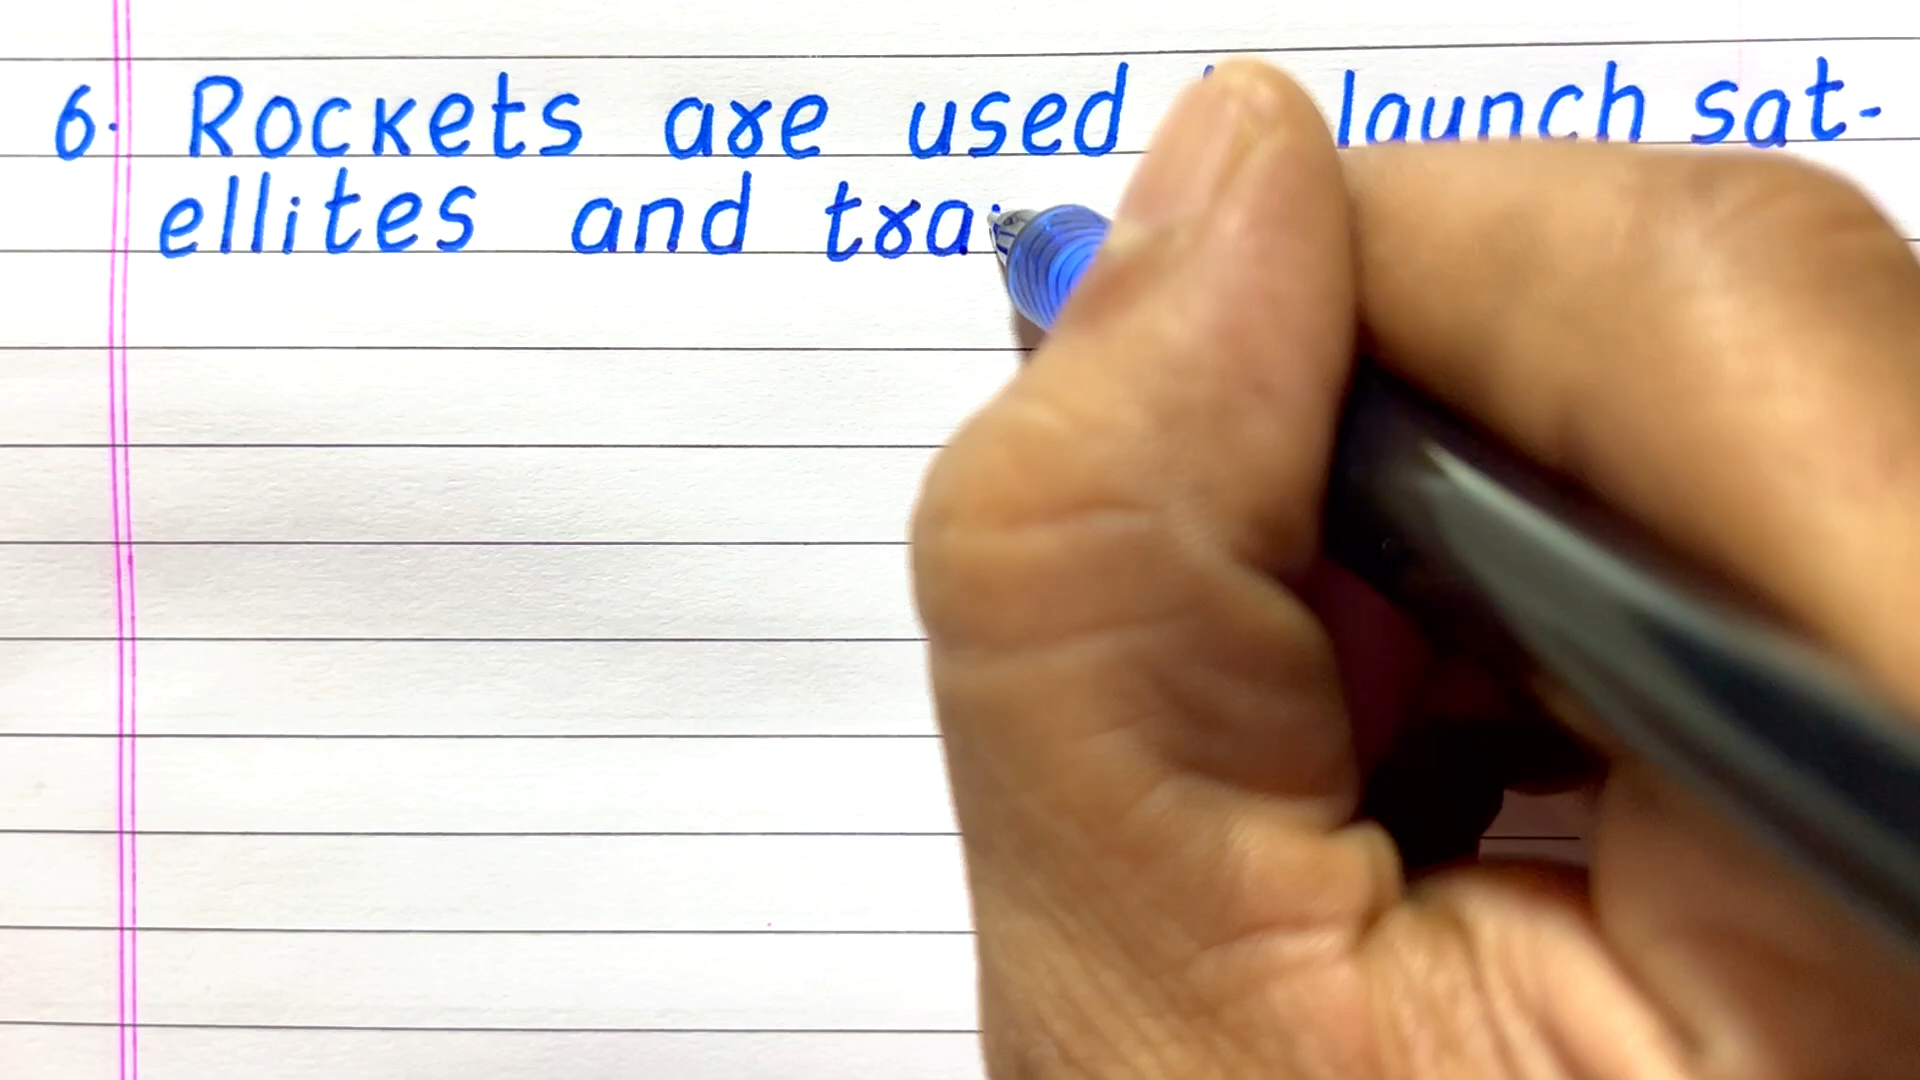 6. Rockets are used launch sat-
ellites and tra